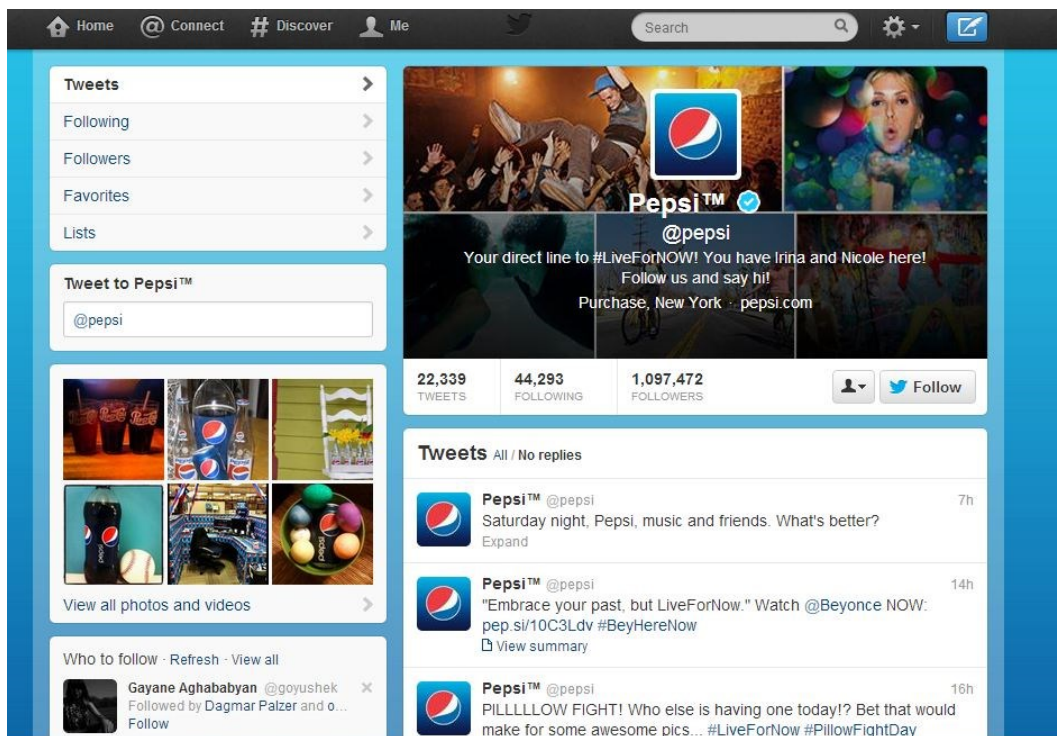 Home @ Connect # Discover Me
Search
Tweets
Following
Followers
Favorites
Lists
Tweet to Pepsi™
@pepsi
View all photos and videos
Who to follow · Refresh · View all
Gayane Aghababyan @goyushek
Followed by Dagmar Palzer and o...
Follow
Pepsi™
@pepsi
Your direct line to #LiveForNOW! You have Irina and Nicole here!
Follow us and say hi!
Purchase, New York · pepsi.com
22,339 44,293 1,097,472
TWEETS FOLLOWING FOLLOWERS
Follow
Tweets All / No replies
Pepsi™ @pepsi 7h
Saturday night, Pepsi, music and friends. What's better?
Expand
Pepsi™ @pepsi 14h
"Embrace your past, but LiveForNow." Watch @Beyonce NOW:
pep.si/10C3Ldv #BeyHereNow
View summary
Pepsi™ @pepsi 16h
PILLLLLOW FIGHT! Who else is having one today!? Bet that would
make for some awesome pics... #LiveForNow #PillowFightDay